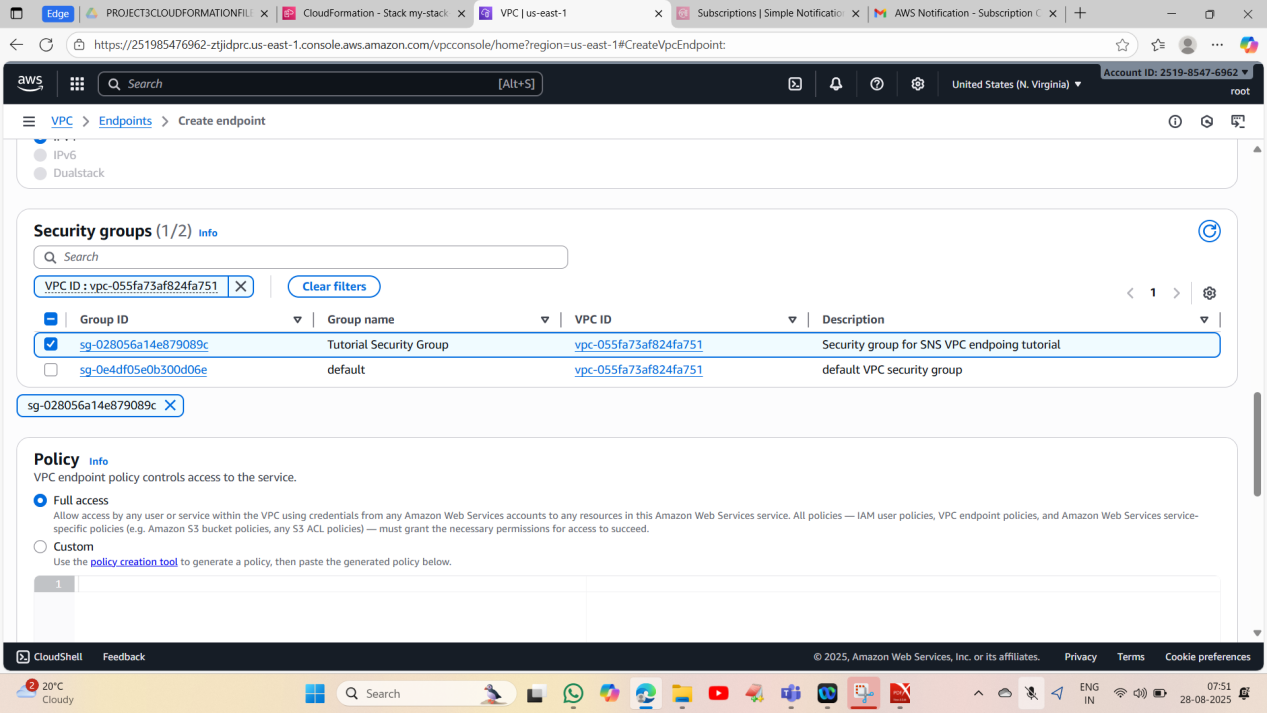 Edge
PROJECT3CLOUDFORMATIONFILE
CloudFormation - Stack my-stack
VPC | us-east-1
Subscriptions | Simple Notification
AWS Notification - Subscription C
https://251985476962-ztjidprc.us-east-1.console.aws.amazon.com/vpcconsole/home?region=us-east-1#CreateVpcEndpoint:
aws
Search [Alt+S]
United States (N. Virginia)
Account ID: 2519-8547-6962
root
VPC > Endpoints > Create endpoint
IPv6
Dualstack
Security groups (1/2) Info
Search
VPC ID : vpc-055fa73af824fa751
Clear filters
1
Group ID Group name VPC ID Description
sg-028056a14e879089c Tutorial Security Group vpc-055fa73af824fa751 Security group for SNS VPC endpoing tutorial
sg-0e4df05e0b300d06e default vpc-055fa73af824fa751 default VPC security group
sg-028056a14e879089c
Policy Info
VPC endpoint policy controls access to the service.
Full access
Allow access by any user or service within the VPC using credentials from any Amazon Web Services accounts to any resources in this Amazon Web Services service. All policies — IAM user policies, VPC endpoint policies, and Amazon Web Services service-
specific policies (e.g. Amazon S3 bucket policies, any S3 ACL policies) — must grant the necessary permissions for access to succeed.
Custom
Use the policy creation tool to generate a policy, then paste the generated policy below.
1
CloudShell Feedback © 2025, Amazon Web Services, Inc. or its affiliates. Privacy Terms Cookie preferences
2
20°C
Cloudy
Search
ENG
IN
07:51
28-08-2025